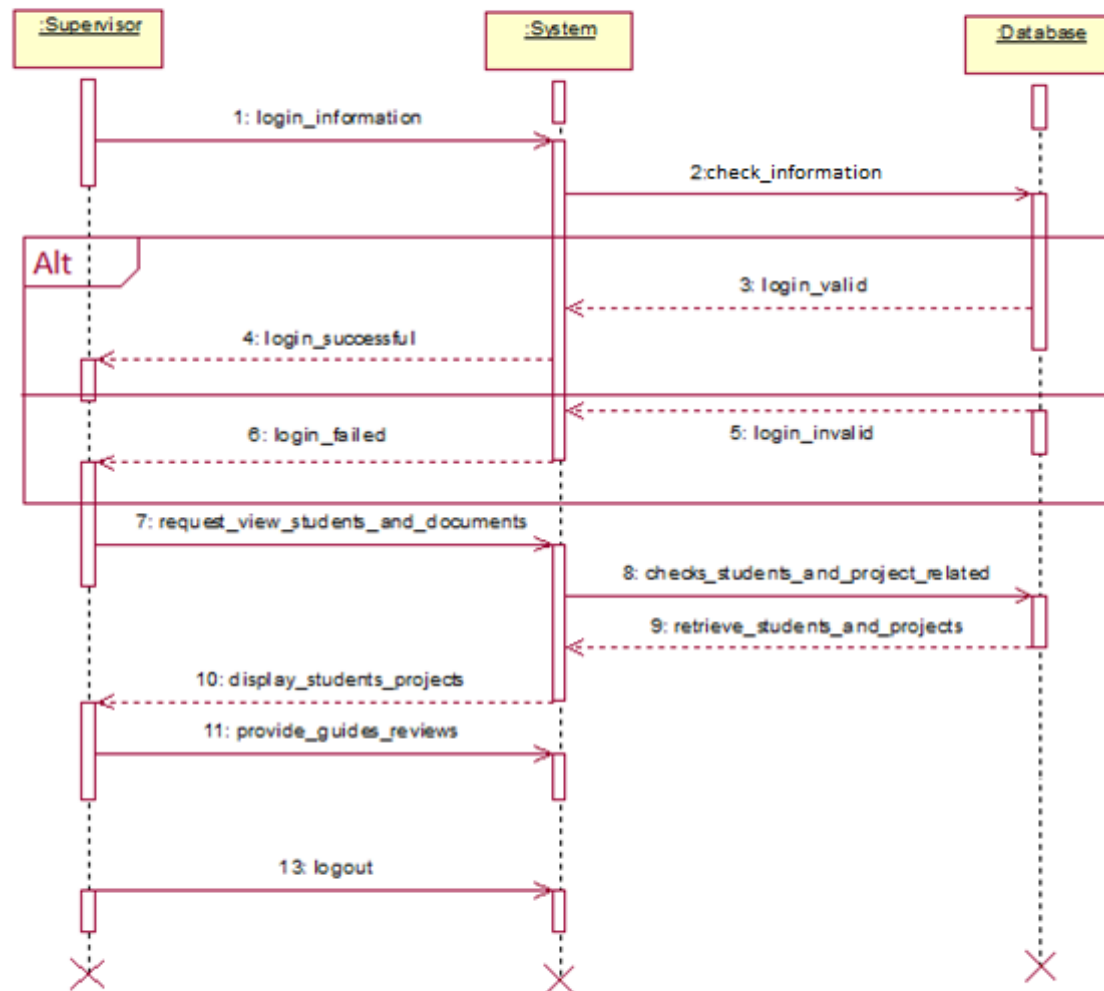 :Supervisor
:System
:Database
1: login_information
2:check_information
Alt
3: login_valid
4: login_successful
5: login_invalid
6: login_failed
7: request_view_students_and_documents
8: checks_students_and_project_related
9: retrieve_students_and_projects
10: display_students_projects
11: provide_guides_reviews
13: logout